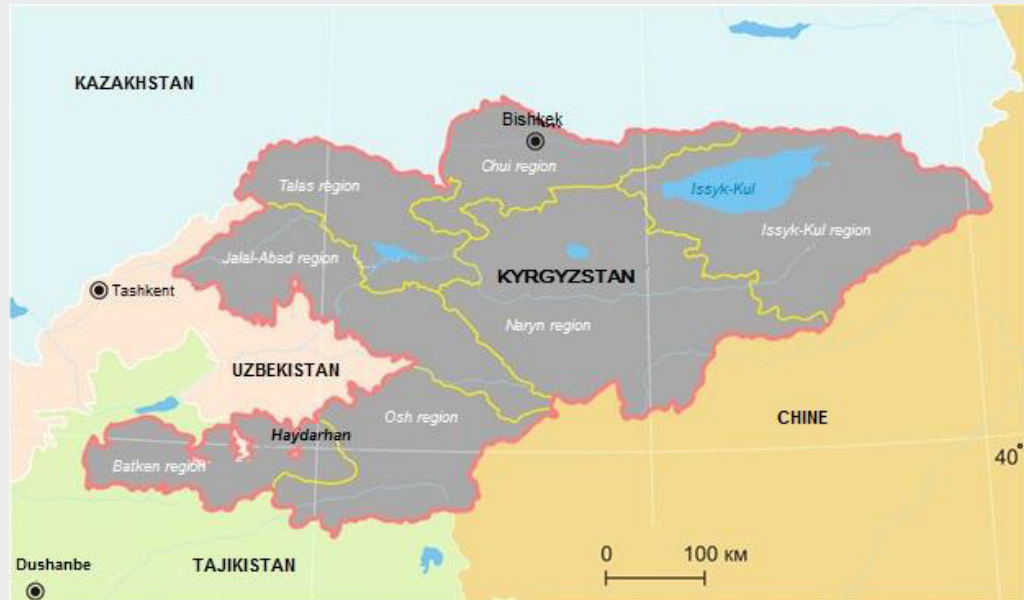 KAZAKHSTAN
Bishkek
Chui region
Talas region
Issyk-Kul
Issyk-Kul region
Jalal-Abad region
KYRGYZSTAN
Tashkent
Naryn region
UZBEKISTAN
Osh region
CHINE
Haydarhan
Batken region
40°
0 100 км
Dushanbe
TAJIKISTAN